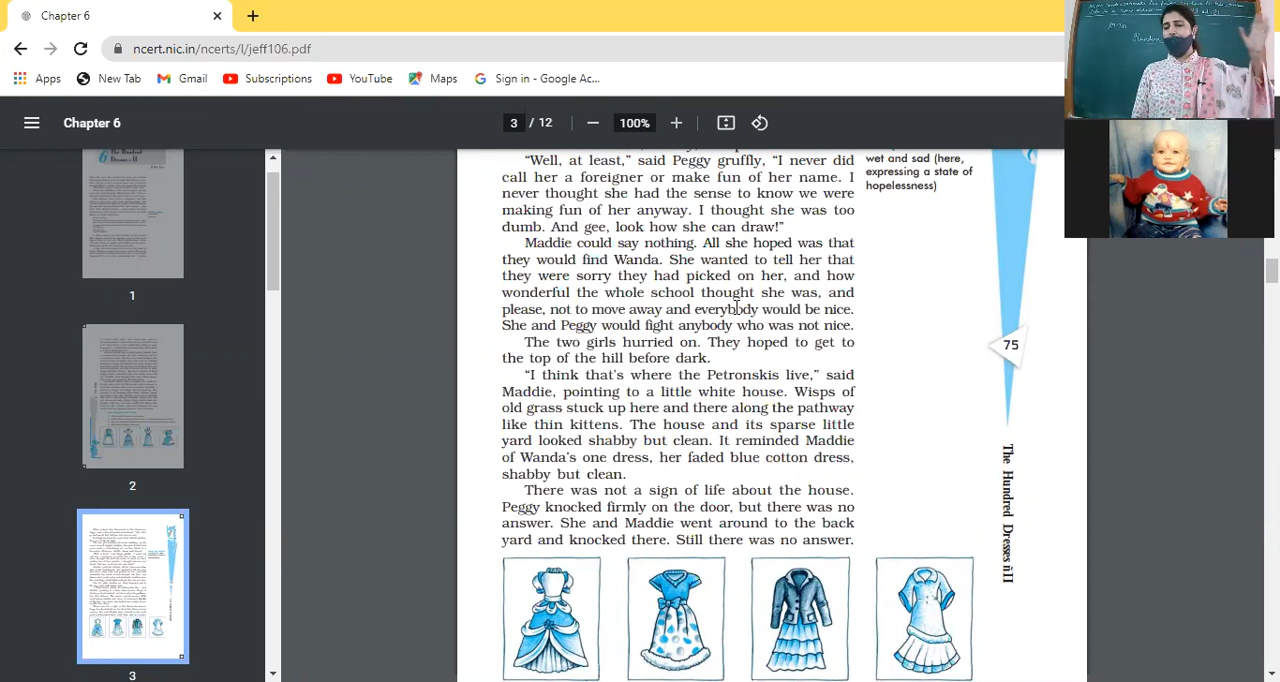 Chapter 6
ncert.nic.in/ncerts/l/jeff106.pdf
Apps New Tab Gmail Subscriptions YouTube Maps Sign in - Google Ac...
Chapter 6
3 / 12 100%
1
2
3
"Well, at least," said Peggy gruffly, "I never did
call her a foreigner or make fun of her name. I
never thought she had the sense to know we were
making fun of her anyway. I thought she was too
dumb. And gee, look how she can draw!"
Maddie could say nothing. All she hoped was that
they would find Wanda. She wanted to tell her that
they were sorry they had picked on her, and how
wonderful the whole school thought she was, and
please, not to move away and everybody would be nice.
She and Peggy would fight anybody who was not nice.
The two girls hurried on. They hoped to get to
the top of the hill before dark.
"I think that's where the Petronskis live," said
Maddie, pointing to a little white house. Wisps of
old grass stuck up here and there along the pathway
like thin kittens. The house and its sparse little
yard looked shabby but clean. It reminded Maddie
of Wanda's one dress, her faded blue cotton dress,
shabby but clean.
There was not a sign of life about the house.
Peggy knocked firmly on the door, but there was no
answer. She and Maddie went around to the back
yard and knocked there. Still there was no answer.
wet and sad (here,
expressing a state of
hopelessness)
75
The Hundred Dresses–II